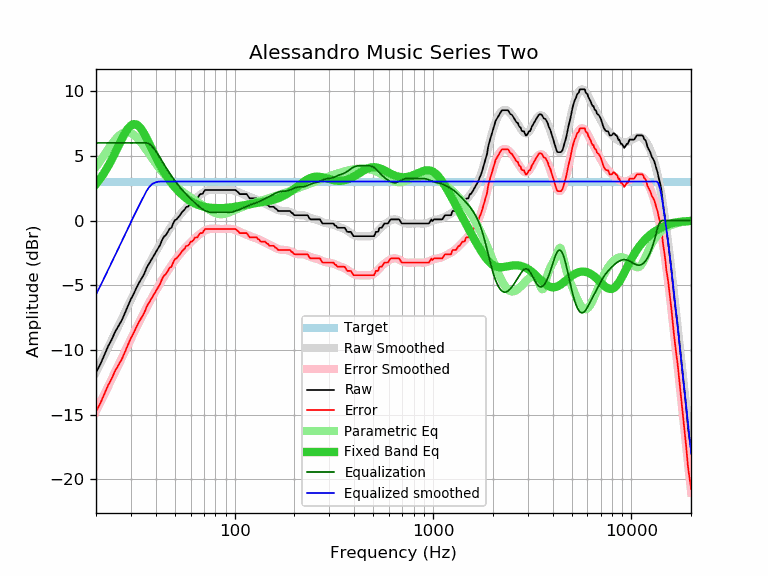 Alessandro Music Series Two
Amplitude (dBr)
10
5
0
−5
−10
−15
−20
Target
Raw Smoothed
Error Smoothed
Raw
Error
Parametric Eq
Fixed Band Eq
Equalization
Equalized smoothed
100
1000
10000
Frequency (Hz)